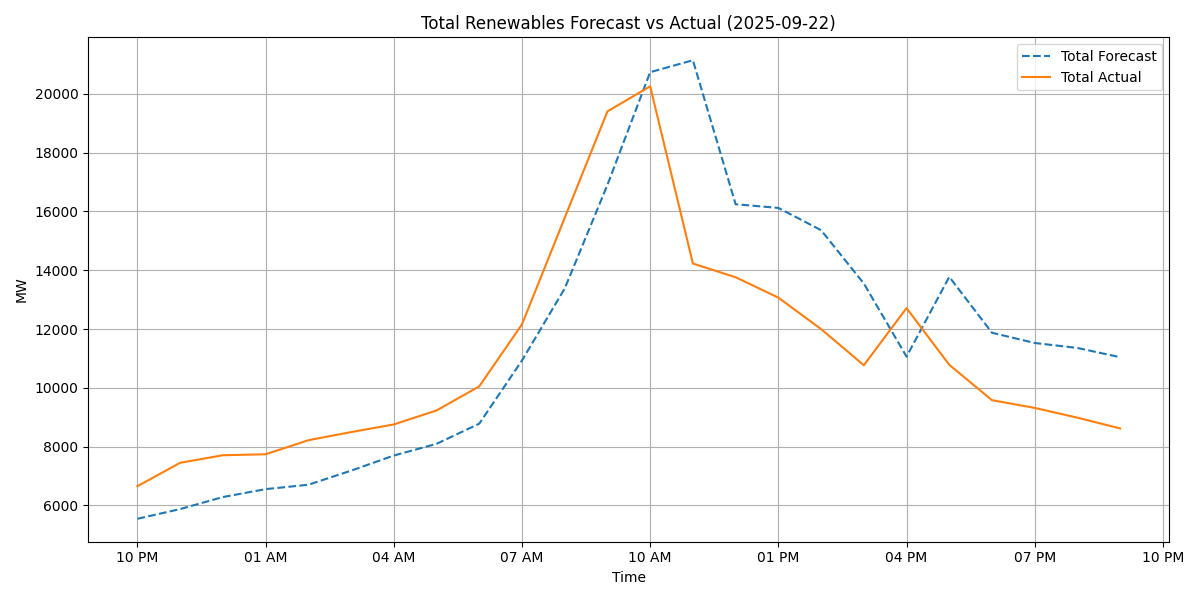 Total Renewables Forecast vs Actual (2025-09-22)
Total Forecast
Total Actual
20000
18000
16000
14000
12000
10000
8000
6000
MW
10 PM 01 AM 04 AM 07 AM 10 AM 01 PM 04 PM 07 PM 10 PM
Time